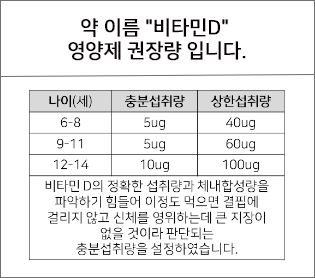 약 이름 "비타민D"
영양제 권장량 입니다.
나이(세) 충분섭취량 상한섭취량
6-8 5ug 40ug
9-11 5ug 60ug
12-14 10ug 100ug
비타민 D의 정확한 섭취량과 체내합성량을
파악하기 힘들어 이정도 먹으면 결핍에
걸리지 않고 신체를 영위하는데 큰 지장이
없을 것이라 판단되는
충분섭취량을 설정하였습니다.